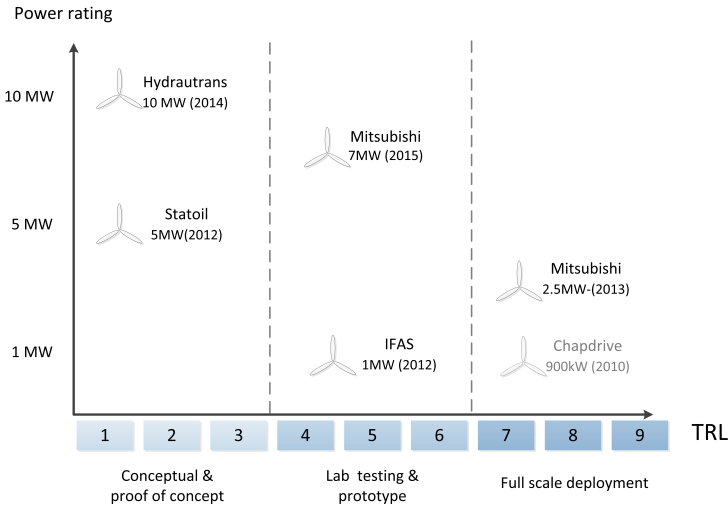 Power rating
10 MW
Hydrautrans
10 MW (2014)
Mitsubishi
7MW (2015)
5 MW
Statoil
5MW(2012)
Mitsubishi
2.5MW-(2013)
1 MW
IFAS
1MW (2012)
Chapdrive
900kW (2010)
1 2 3 4 5 6 7 8 9 TRL
Conceptual &
proof of concept
Lab testing &
prototype
Full scale deployment